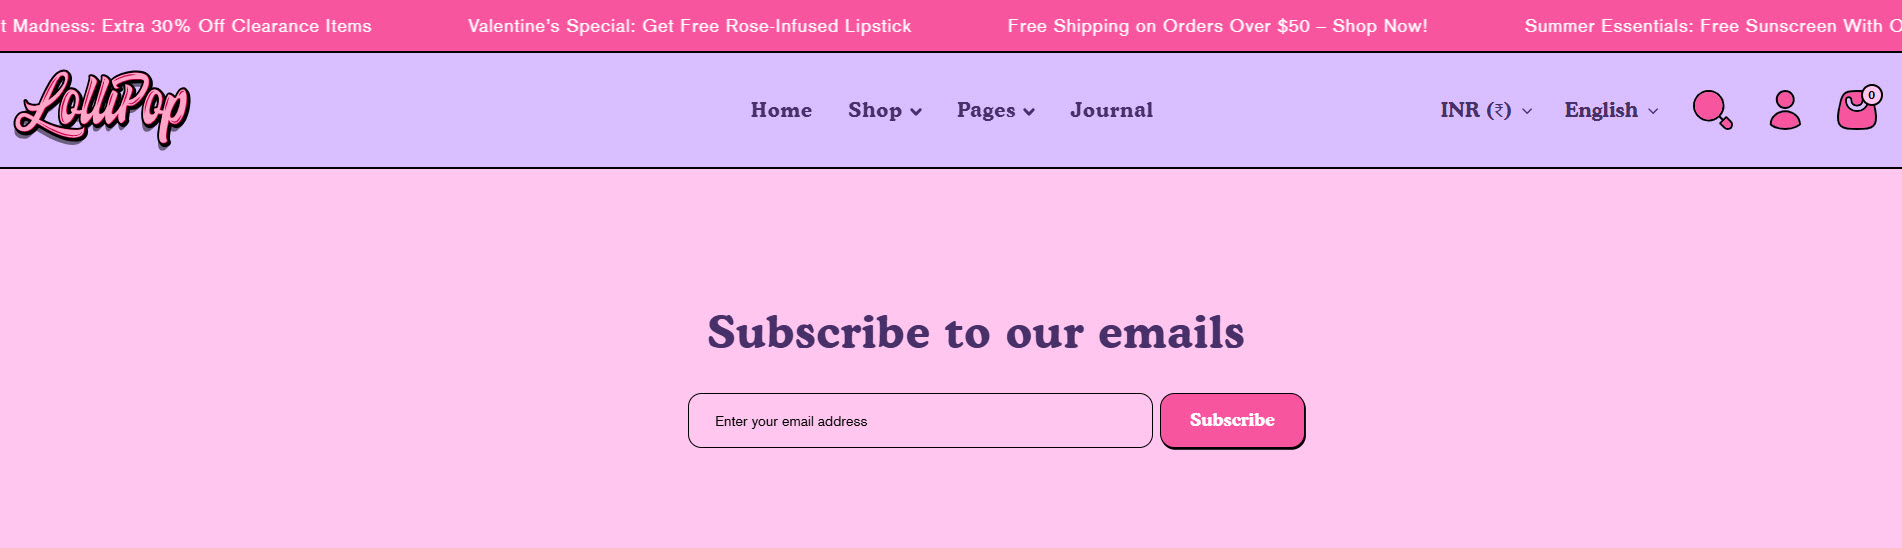 t Madness: Extra 30% Off Clearance Items Valentine’s Special: Get Free Rose-Infused Lipstick Free Shipping on Orders Over $50 – Shop Now! Summer Essentials: Free Sunscreen With O
LolliPop Home Shop Pages Journal INR (₹) English 0
Subscribe to our emails
Enter your email address Subscribe